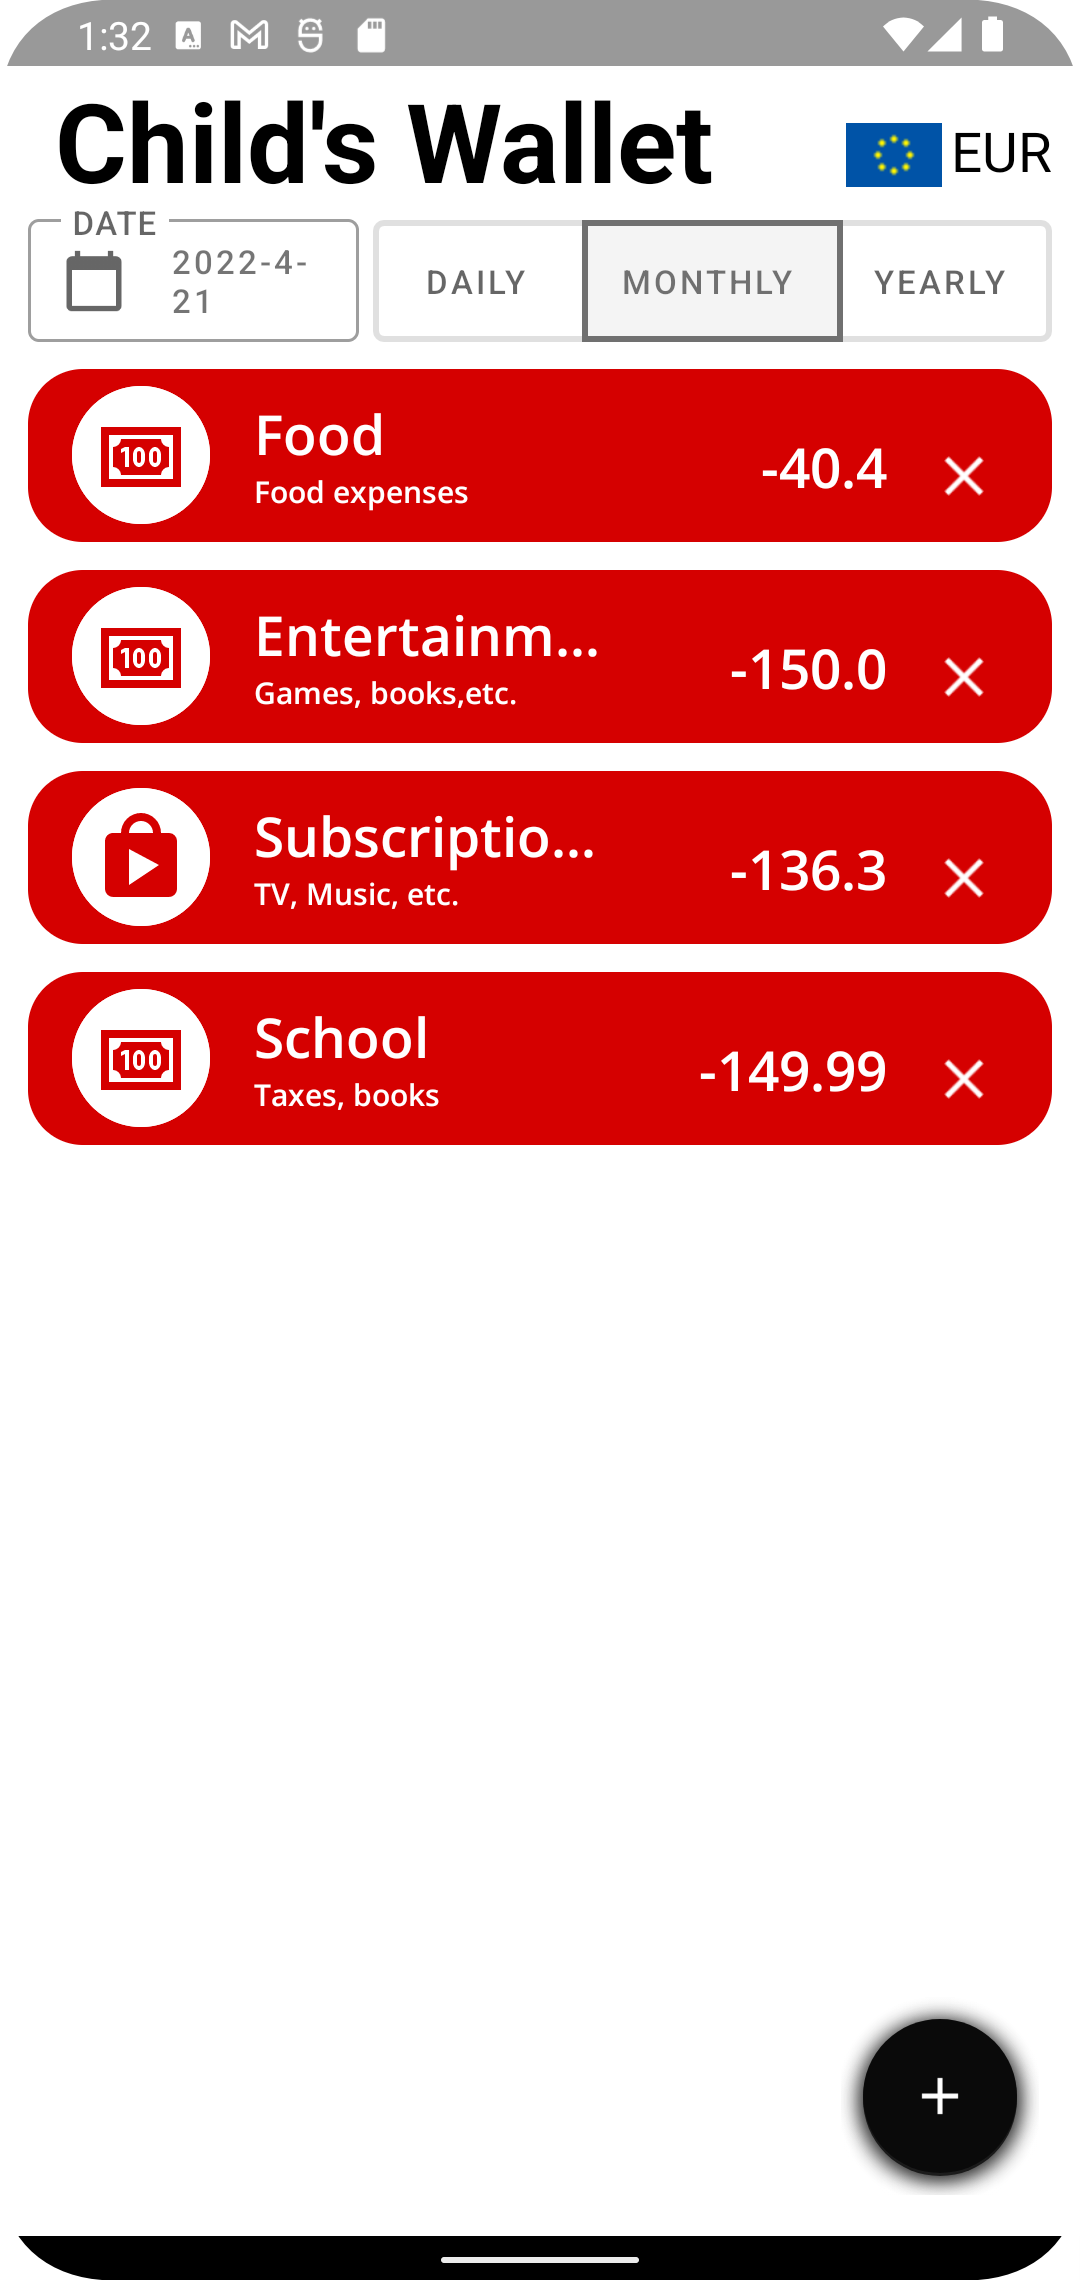 1:32
Child's Wallet
EUR
DATE
2022-4-
21
DAILY
MONTHLY
YEARLY
100
Food
Food expenses
-40.4
100
Entertainm...
Games, books,etc.
-150.0
Subscriptio...
TV, Music, etc.
-136.3
100
School
Taxes, books
-149.99